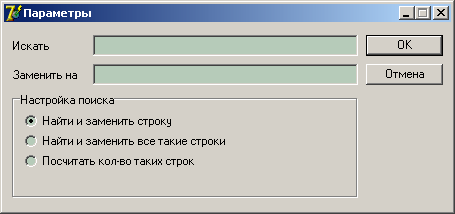 Параметры
Искать
OK
Заменить на
Отмена
Настройка поиска
Найти и заменить строку
Найти и заменить все такие строки
Посчитать кол-во таких строк